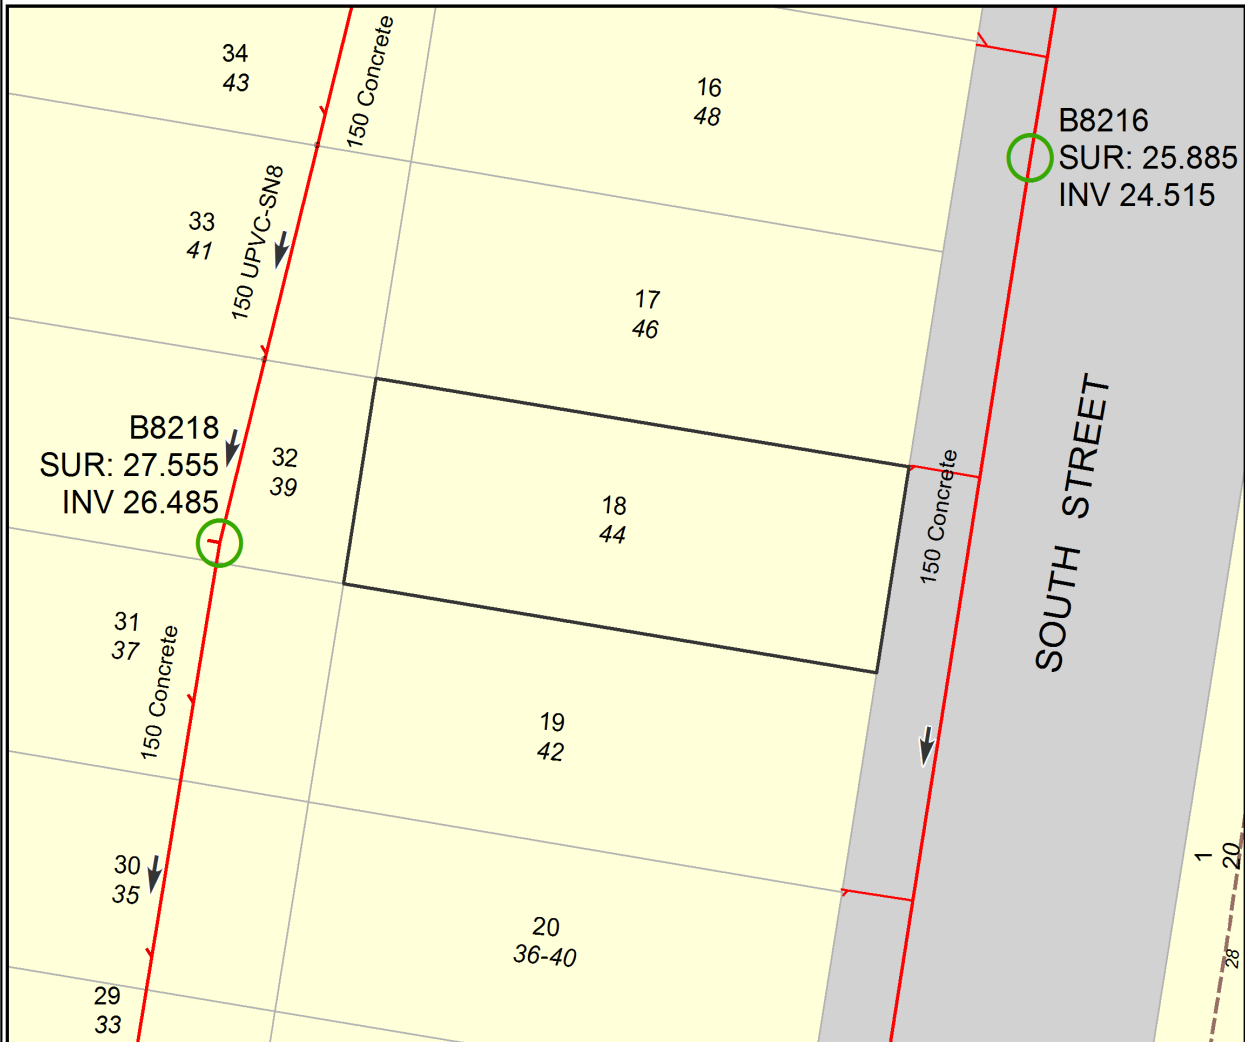 34
43
150 Concrete
16
48
B8216
SUR: 25.885
INV 24.515
33
41
150 UPVC-SN8
17
46
B8218
SUR: 27.555
INV 26.485
32
39
18
44
150 Concrete
SOUTH STREET
31
37
150 Concrete
19
42
30
35
1
20
20
36-40
28
29
33